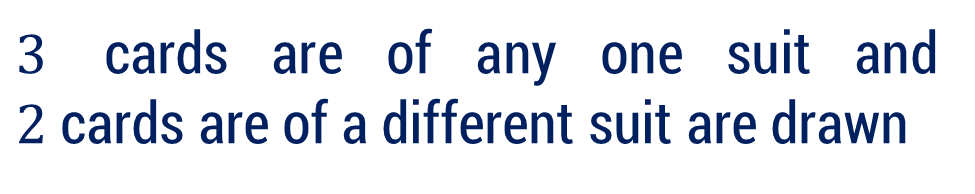 3 cards are of any one suit and
2 cards are of a different suit are drawn